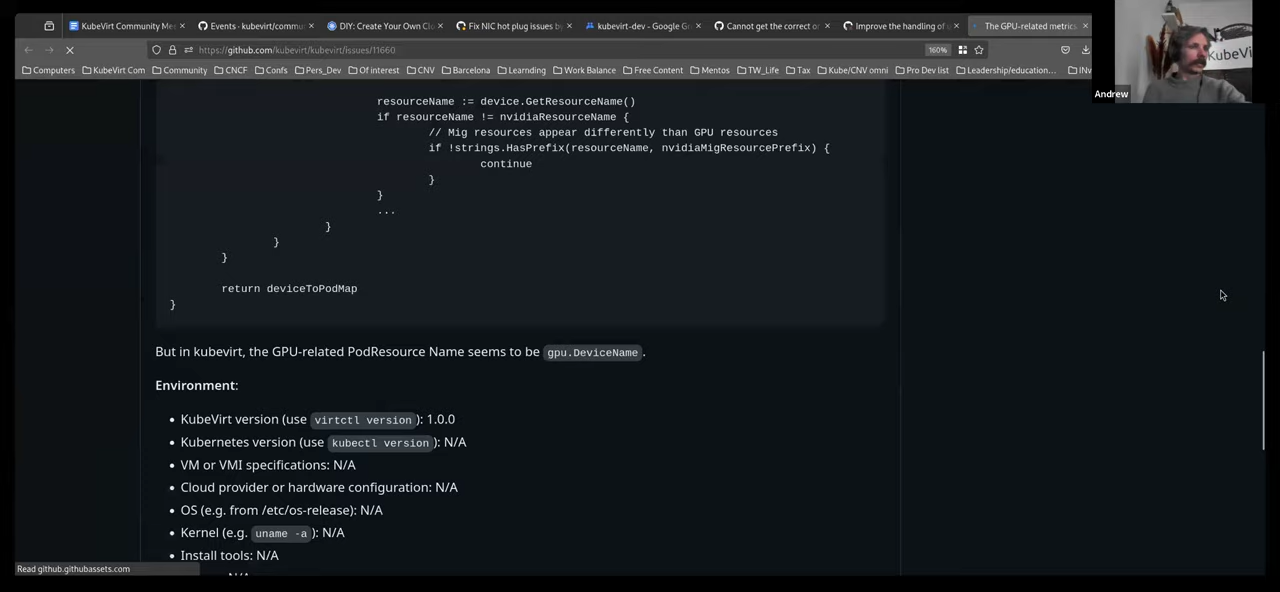 KubeVirt Community Me
Events · kubevirt/commu
DIY: Create Your Own Clo
Fix NIC hot plug issues b
kubevirt-dev - Google Gr
Cannot get the correct
Improve the handling of
The GPU-related metric
https://github.com/kubevirt/kubevirt/issues/11660
160%
Computers KubeVirt Com Community CNCF Confs Pers_Dev Of interest CNV Barcelona Learnding Work Balance Free Content Mentos TW_Life Tax Kube/CNV omni Pro Dev list Leadership/education…
KubeVi
Andrew
resourceName := device.GetResourceName()
if resourceName != nvidiaResourceName {
// Mig resources appear differently than GPU resources
if !strings.HasPrefix(resourceName, nvidiaMigResourcePrefix) {
continue
}
}
...
}
}
}
return deviceToPodMap
}
But in kubevirt, the GPU-related PodResource Name seems to be gpu.DeviceName.
Environment:
• KubeVirt version (use virtctl version): 1.0.0
• Kubernetes version (use kubectl version): N/A
• VM or VMI specifications: N/A
• Cloud provider or hardware configuration: N/A
• OS (e.g. from /etc/os-release): N/A
• Kernel (e.g. uname -a): N/A
• Install tools: N/A
N/A
Read github.githubassets.com